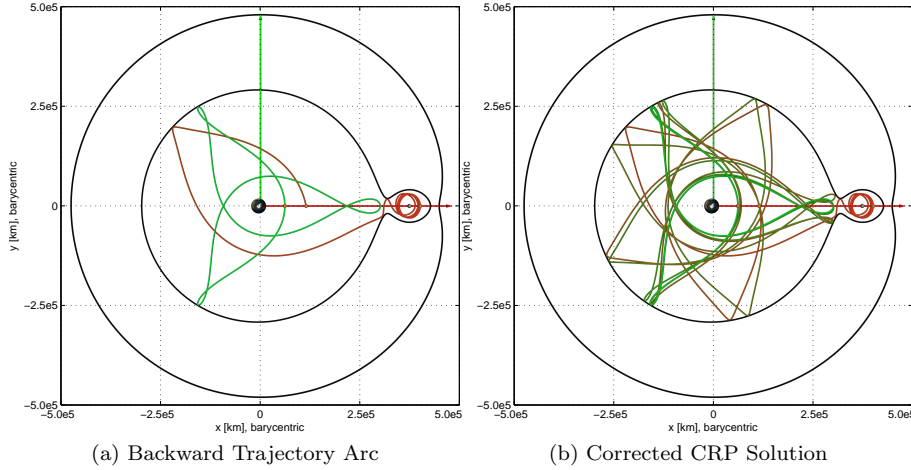 5.0e5
5.0e5
2.5e5
2.5e5
y [km], barycentric
0
y [km], barycentric
0
−2.5e5
−2.5e5
−5.0e5
−5.0e5
−5.0e5 −2.5e5 0 2.5e5 5.0e5
−5.0e5 −2.5e5 0 2.5e5 5.0e5
x [km], barycentric
x [km], barycentric
(a) Backward Trajectory Arc
(b) Corrected CRP Solution